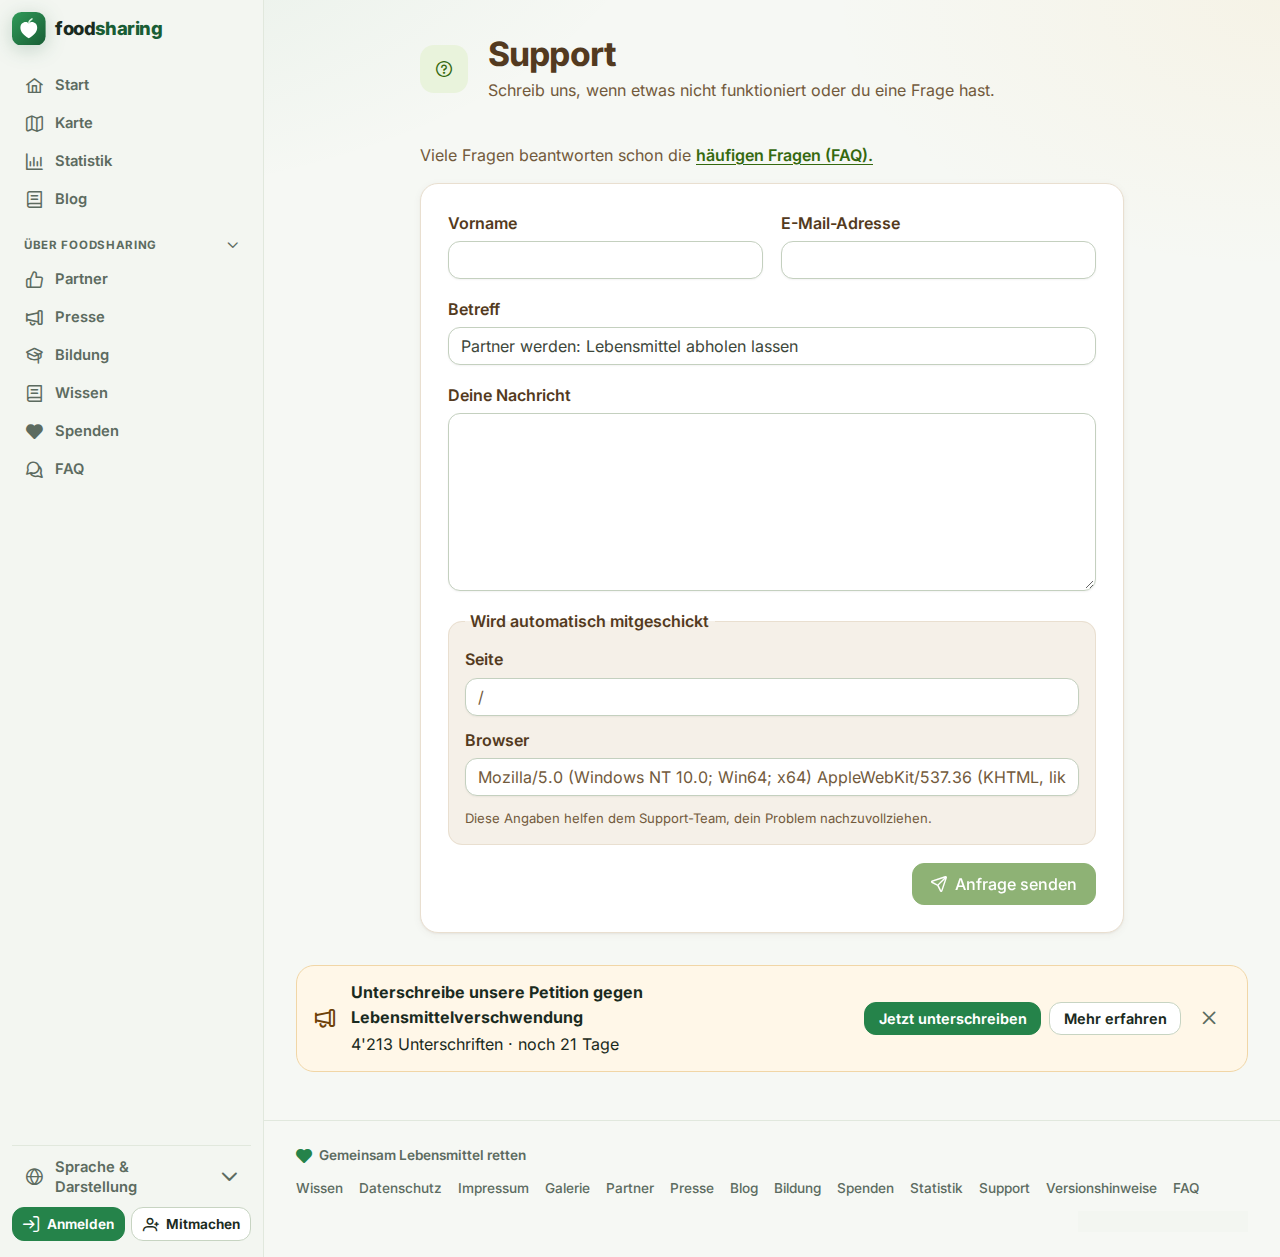 foodsharing
Start
Karte
Statistik
Blog
ÜBER FOODSHARING
Partner
Presse
Bildung
Wissen
Spenden
FAQ
Sprache &
Darstellung
Anmelden
Mitmachen
Support
Schreib uns, wenn etwas nicht funktioniert oder du eine Frage hast.
Viele Fragen beantworten schon die häufigen Fragen (FAQ).
Vorname
E-Mail-Adresse
Betreff
Partner werden: Lebensmittel abholen lassen
Deine Nachricht
Wird automatisch mitgeschickt
Seite
/
Browser
Mozilla/5.0 (Windows NT 10.0; Win64; x64) AppleWebKit/537.36 (KHTML, lik
Diese Angaben helfen dem Support-Team, dein Problem nachzuvollziehen.
Anfrage senden
Unterschreibe unsere Petition gegen
Lebensmittelverschwendung
4'213 Unterschriften · noch 21 Tage
Jetzt unterschreiben
Mehr erfahren
Gemeinsam Lebensmittel retten
Wissen Datenschutz Impressum Galerie Partner Presse Blog Bildung Spenden Statistik Support Versionshinweise FAQ